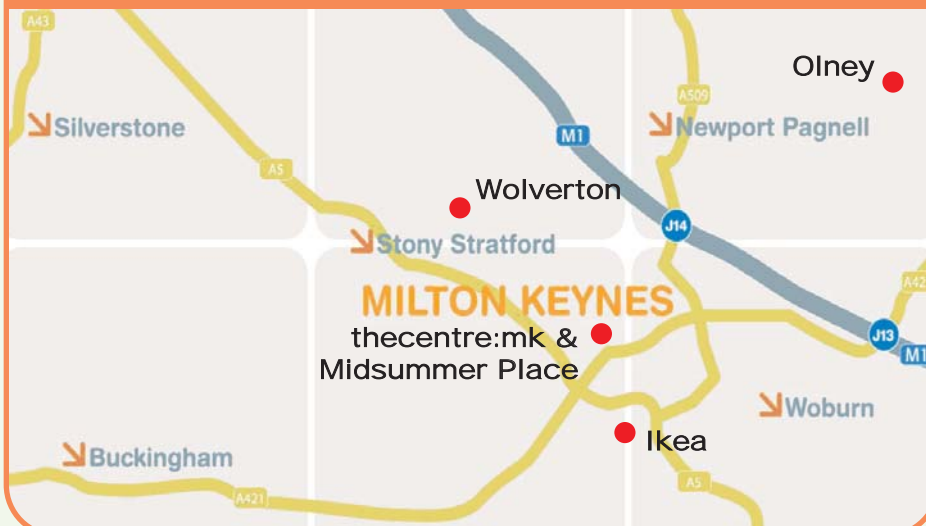 A43
Olney
A509
Silverstone
M1
Newport Pagnell
A5
Wolverton
J14
Stony Stratford
A42
MILTON KEYNES
thecentre:mk &
Midsummer Place
J13
M1
Woburn
Ikea
Buckingham
A5
A421